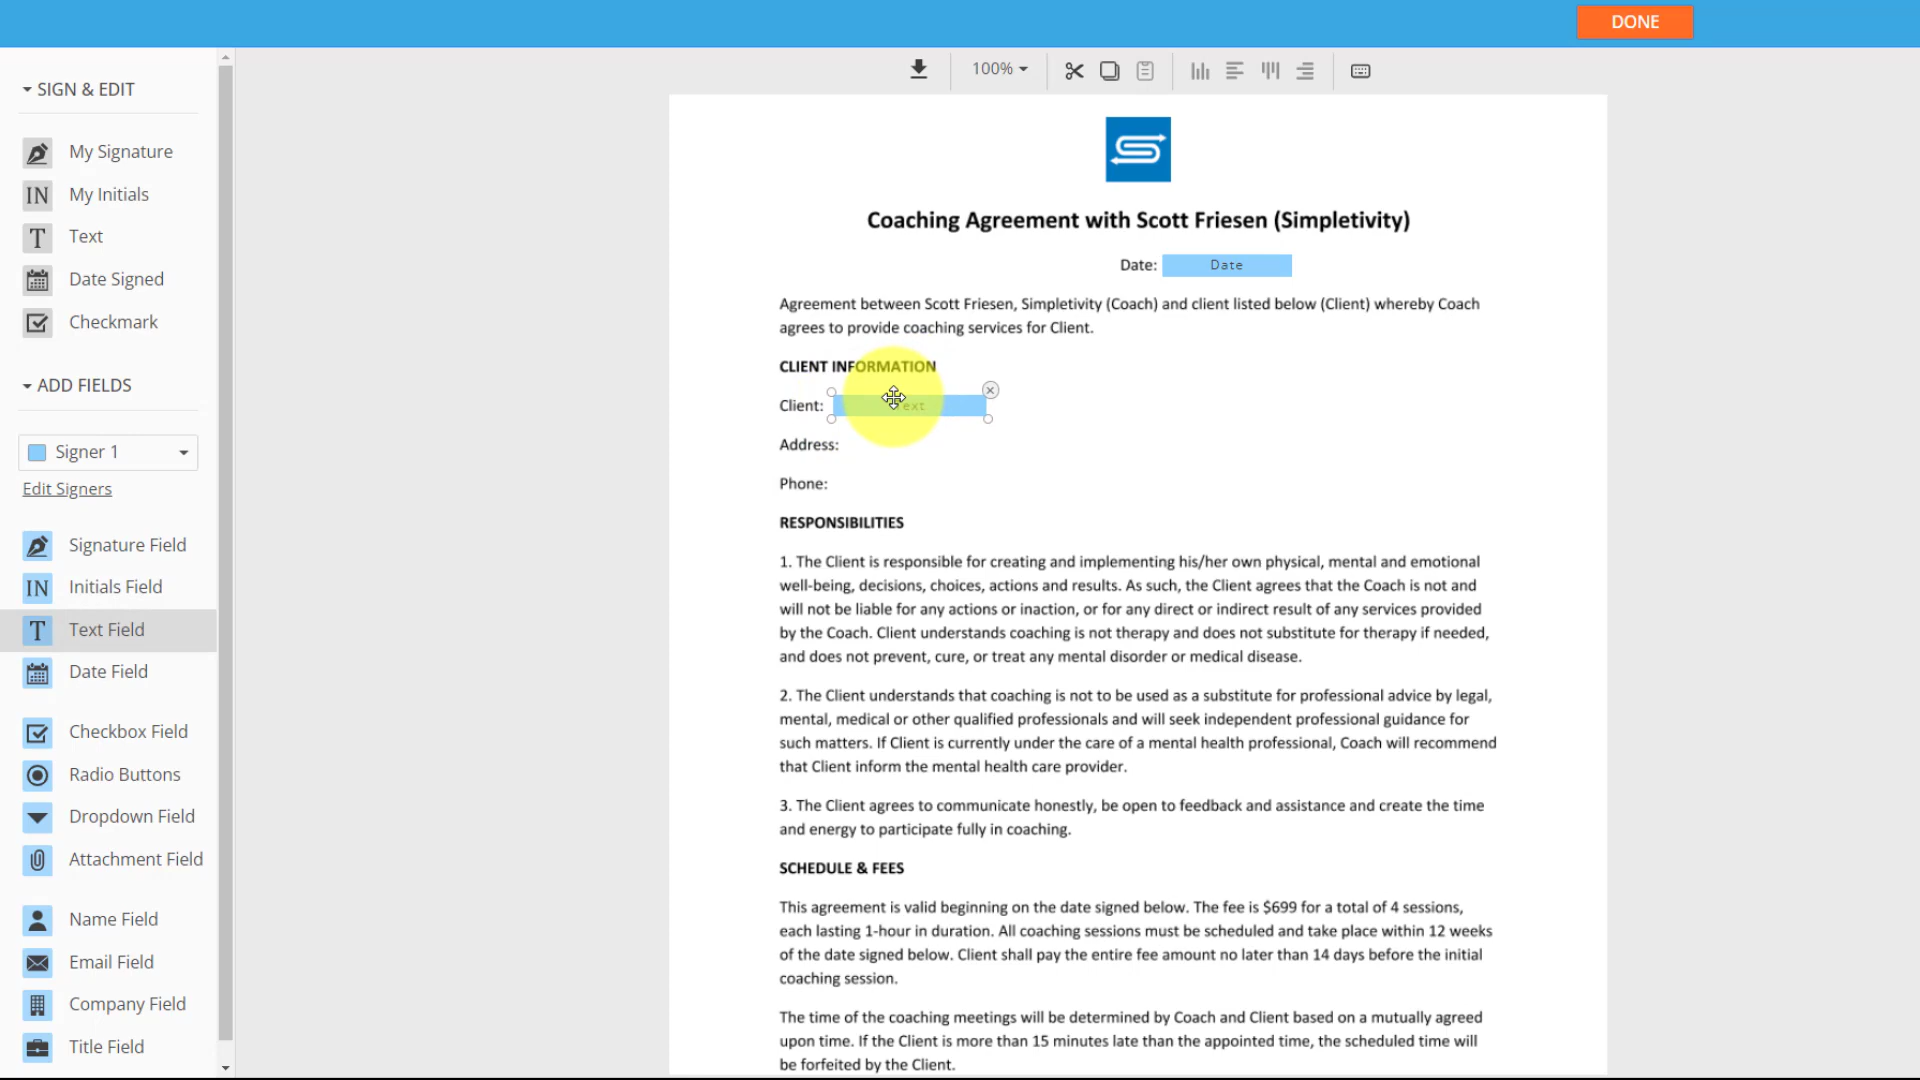 DONE
SIGN & EDIT
My Signature
IN My Initials
T Text
Date Signed
Checkmark
ADD FIELDS
Signer 1
Edit Signers
Signature Field
IN Initials Field
T Text Field
Date Field
Checkbox Field
Radio Buttons
Dropdown Field
Attachment Field
Name Field
Email Field
Company Field
Title Field
100%
Coaching Agreement with Scott Friesen (Simpletivity)
Date: Date
Agreement between Scott Friesen, Simpletivity (Coach) and client listed below (Client) whereby Coach
agrees to provide coaching services for Client.
CLIENT INFORMATION
Client: Text
Address:
Phone:
RESPONSIBILITIES
1. The Client is responsible for creating and implementing his/her own physical, mental and emotional
well-being, decisions, choices, actions and results. As such, the Client agrees that the Coach is not and
will not be liable for any actions or inaction, or for any direct or indirect result of any services provided
by the Coach. Client understands coaching is not therapy and does not substitute for therapy if needed,
and does not prevent, cure, or treat any mental disorder or medical disease.
2. The Client understands that coaching is not to be used as a substitute for professional advice by legal,
mental, medical or other qualified professionals and will seek independent professional guidance for
such matters. If Client is currently under the care of a mental health professional, Coach will recommend
that Client inform the mental health care provider.
3. The Client agrees to communicate honestly, be open to feedback and assistance and create the time
and energy to participate fully in coaching.
SCHEDULE & FEES
This agreement is valid beginning on the date signed below. The fee is $699 for a total of 4 sessions,
each lasting 1-hour in duration. All coaching sessions must be scheduled and take place within 12 weeks
of the date signed below. Client shall pay the entire fee amount no later than 14 days before the initial
coaching session.
The time of the coaching meetings will be determined by Coach and Client based on a mutually agreed
upon time. If the Client is more than 15 minutes late than the appointed time, the scheduled time will
be forfeited by the Client.